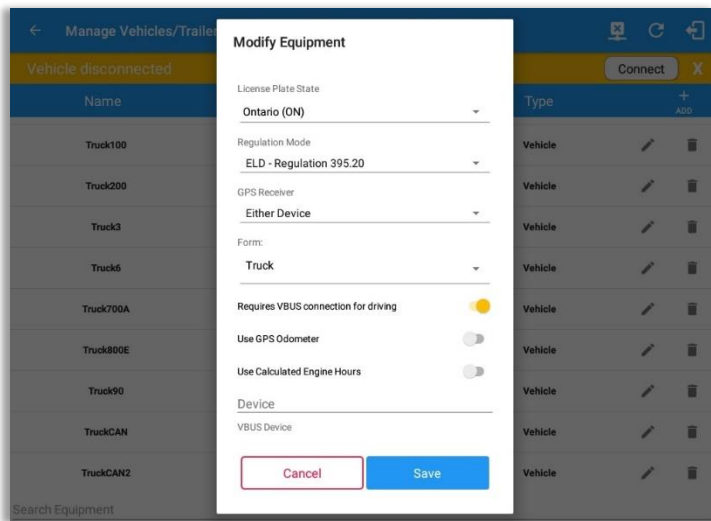 Manage Vehicles/Trailer
Vehicle disconnected
Connect
X
Name
Type
+
ADD
Truck100
Vehicle
Truck200
Vehicle
Truck3
Vehicle
Truck6
Vehicle
Truck700A
Vehicle
Truck800E
Vehicle
Truck90
Vehicle
TruckCAN
Vehicle
TruckCAN2
Vehicle
Search Equipment
Modify Equipment
License Plate State
Ontario (ON)
Regulation Mode
ELD - Regulation 395.20
GPS Receiver
Either Device
Form:
Truck
Requires VBUS connection for driving
Use GPS Odometer
Use Calculated Engine Hours
Device
VBUS Device
Cancel
Save